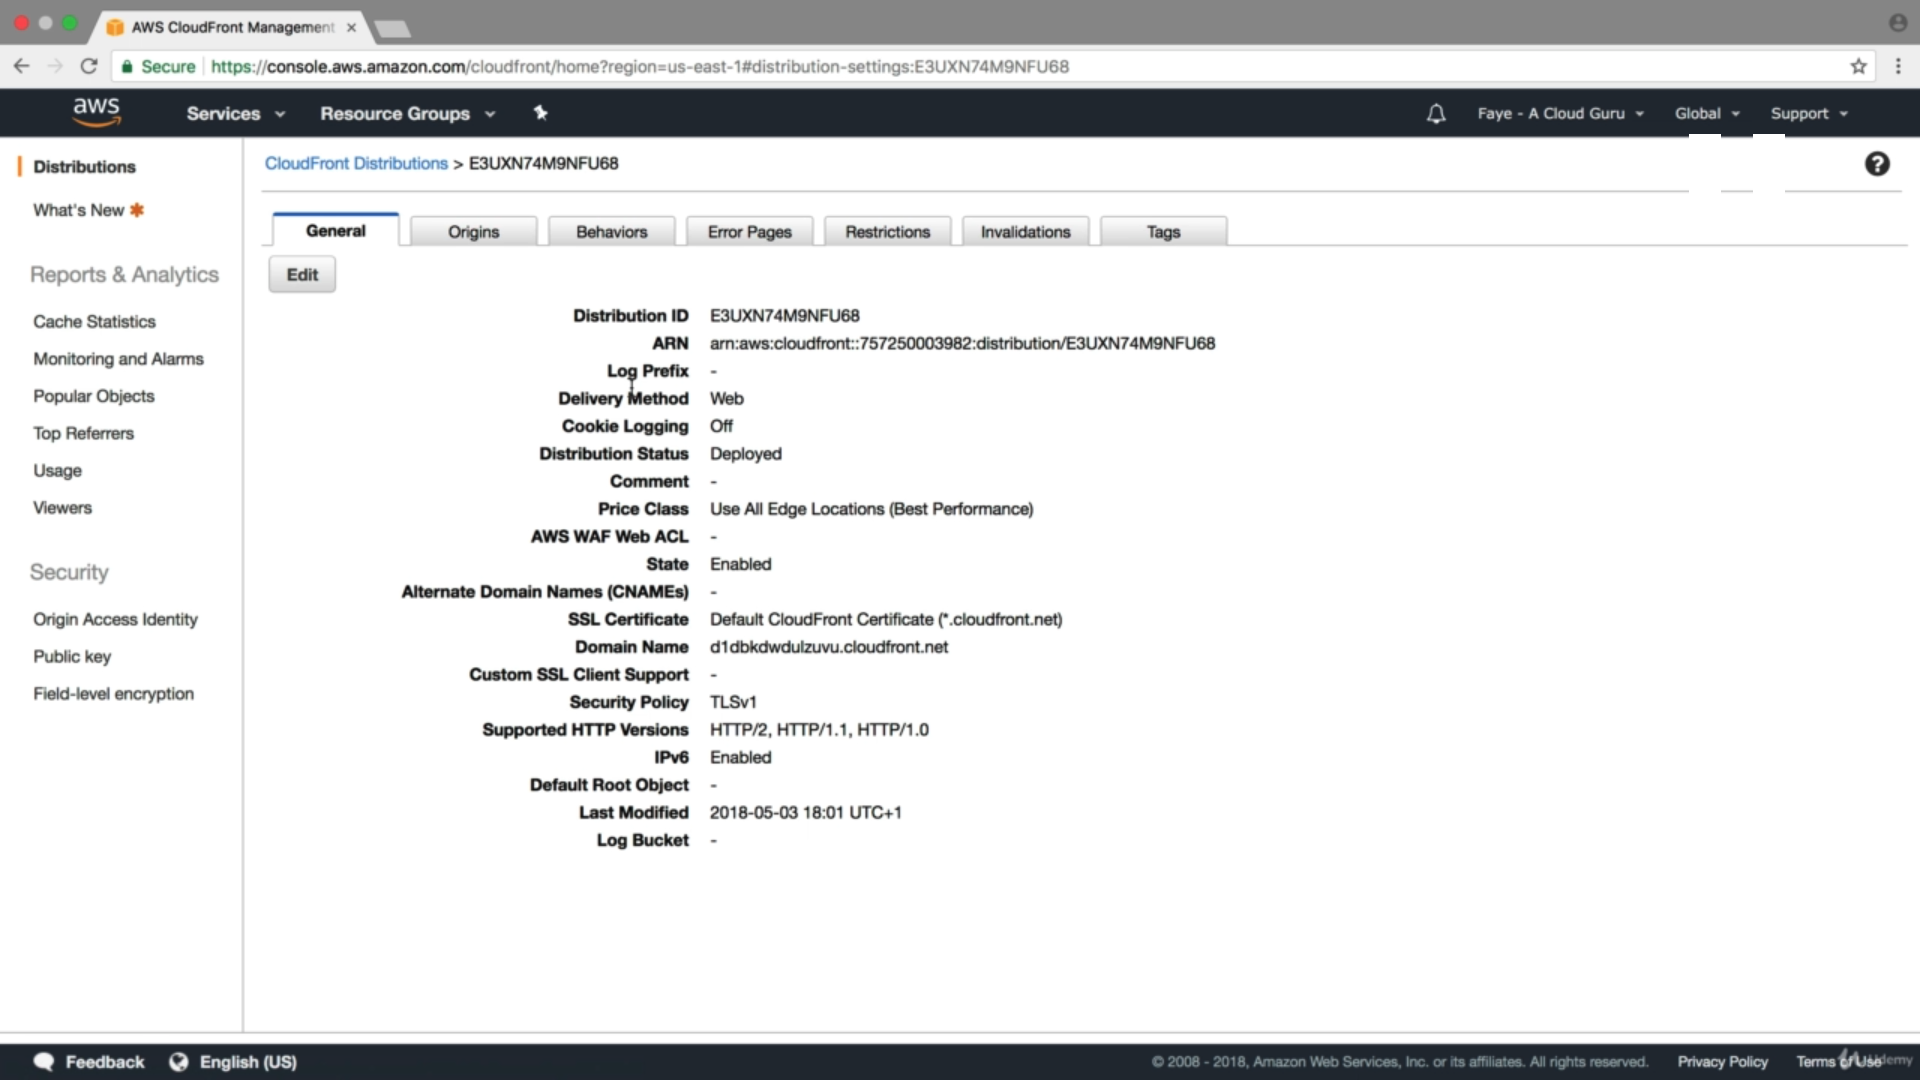 AWS CloudFront Management
Secure https://console.aws.amazon.com/cloudfront/home?region=us-east-1#distribution-settings:E3UXN74M9NFU68
aws Services Resource Groups Faye - A Cloud Guru Global Support
Distributions
What's New
Reports & Analytics
Cache Statistics
Monitoring and Alarms
Popular Objects
Top Referrers
Usage
Viewers
Security
Origin Access Identity
Public key
Field-level encryption
CloudFront Distributions > E3UXN74M9NFU68
General Origins Behaviors Error Pages Restrictions Invalidations Tags
Edit
Distribution ID E3UXN74M9NFU68
ARN arn:aws:cloudfront::757250003982:distribution/E3UXN74M9NFU68
Log Prefix -
Delivery Method Web
Cookie Logging Off
Distribution Status Deployed
Comment -
Price Class Use All Edge Locations (Best Performance)
AWS WAF Web ACL -
State Enabled
Alternate Domain Names (CNAMEs) -
SSL Certificate Default CloudFront Certificate (*.cloudfront.net)
Domain Name d1dbkdwdulzuvu.cloudfront.net
Custom SSL Client Support -
Security Policy TLSv1
Supported HTTP Versions HTTP/2, HTTP/1.1, HTTP/1.0
IPv6 Enabled
Default Root Object -
Last Modified 2018-05-03 18:01 UTC+1
Log Bucket -
Feedback English (US) © 2008 - 2018, Amazon Web Services, Inc. or its affiliates. All rights reserved. Privacy Policy Terms of Use